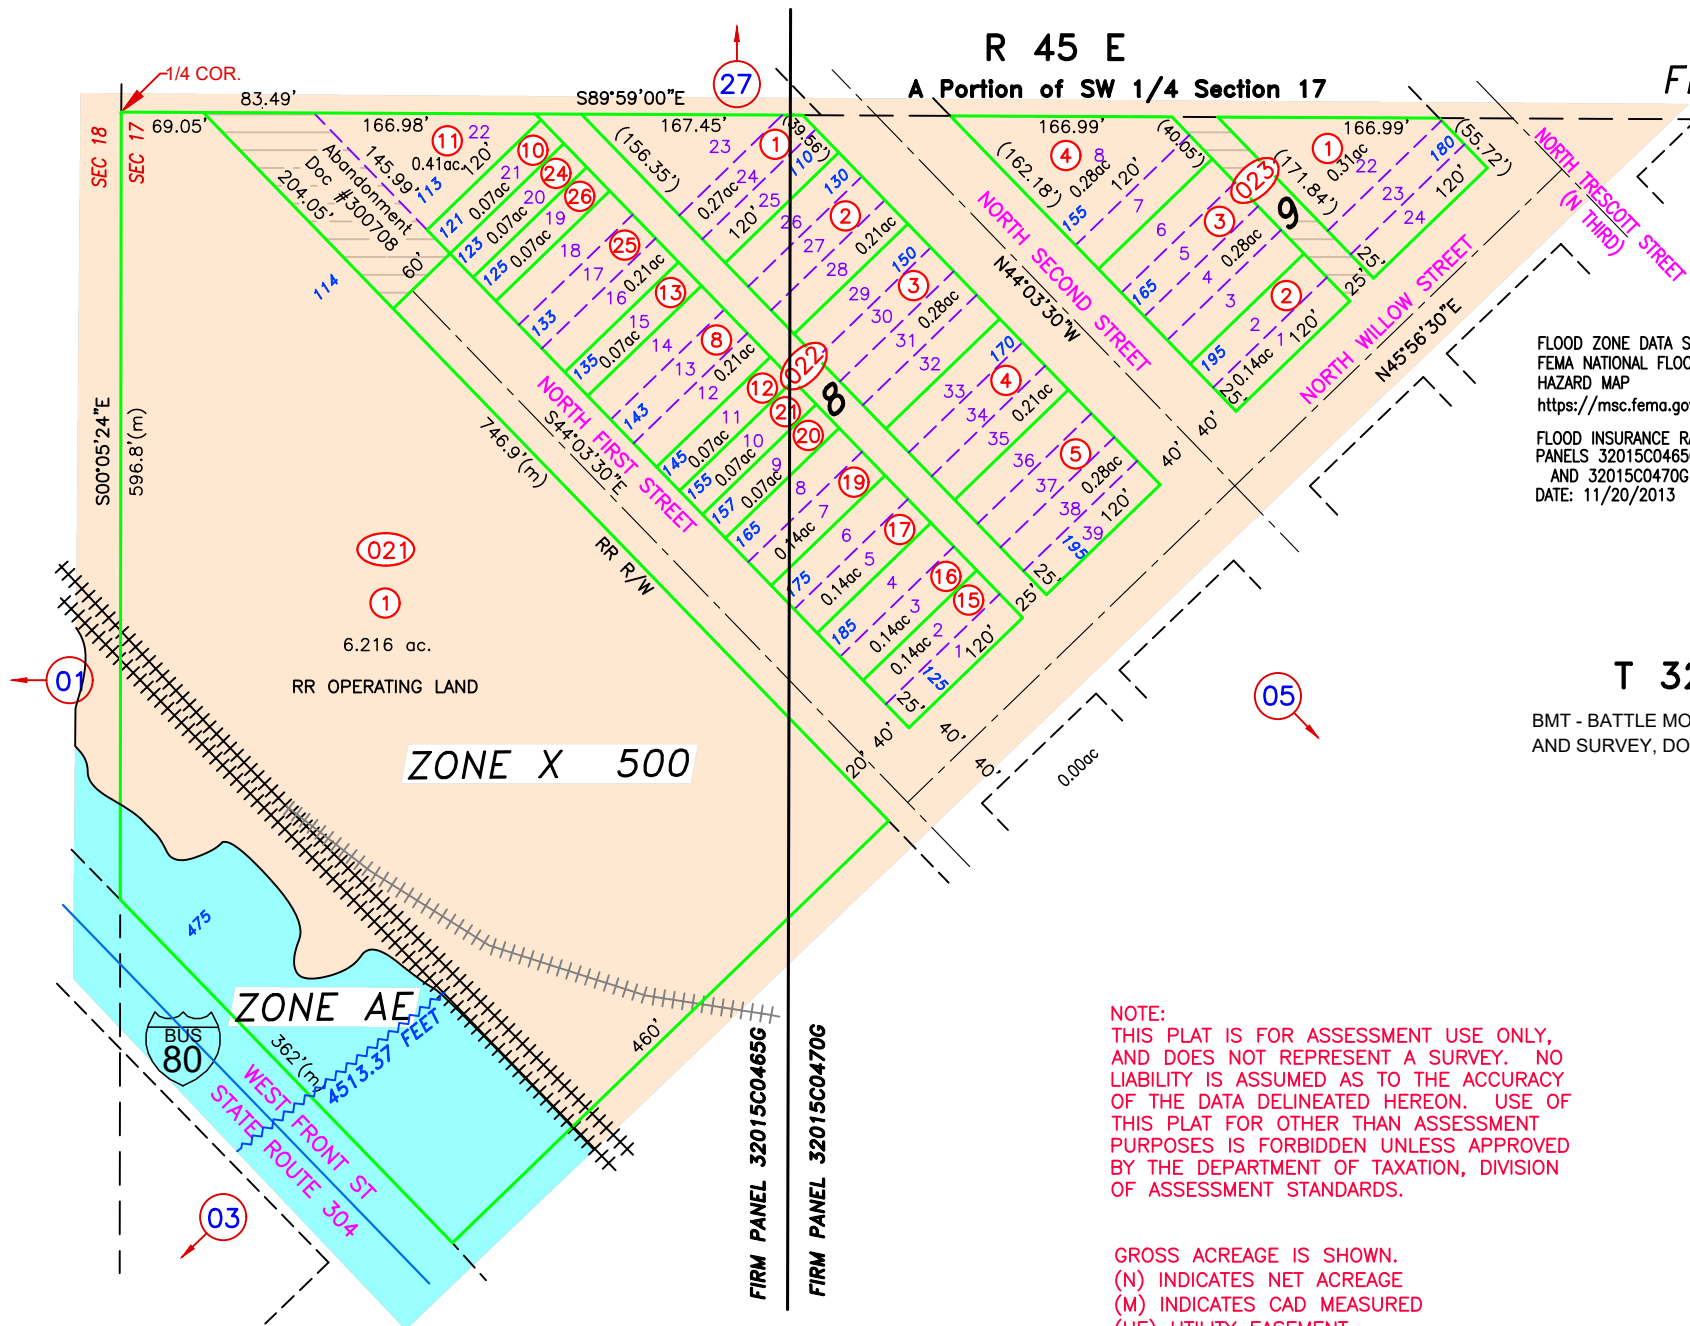 R 45 E
A Portion of SW 1/4 Section 17
1/4 COR.
27
SEC 18
SEC 17
69.05'
83.49'
166.98'
S89°59'00"E
167.45'
(39.56')
166.99'
(40.05')
166.99'
(55.72')
(156.35')
(162.18')
(171.84')
Abandonment
Doc #300708
204.05'
145.99'
60'
114
113
11
22
0.41ac
120'
10
21
0.07ac
121
24
20
0.07ac
123
26
19
0.07ac
125
25
18
17
16
0.21ac
133
13
15
0.07ac
135
8
14
13
12
0.21ac
143
12
11
0.07ac
145
21
10
0.07ac
155
20
9
0.07ac
157
19
8
7
0.14ac
165
17
6
5
0.14ac
175
16
4
3
0.14ac
185
15
2
1
0.14ac
125
120'
25'
022
8
1
23
24
25
0.27ac
120'
110
2
130
26
27
28
0.21ac
3
150
29
30
31
32
0.28ac
4
170
33
34
35
0.21ac
5
36
37
38
39
0.28ac
120'
195
25'
25'
023
9
4
8
7
0.28ac
120'
155
3
6
5
4
3
0.28ac
165
2
2
1
0.14ac
120'
195
25'
25'
1
0.31ac
22
23
24
180
120'
25'
25'
NORTH FIRST STREET
S44°03'30"E
NORTH SECOND STREET
N44°03'30"W
NORTH WILLOW STREET
N45°56'30"E
NORTH TRESCOTT STREET
(N THIRD)
40'
40'
20'
40'
40'
40'
0.00ac
S00°05'24"E
596.8'(m)
746.9'(m)
RR R/W
021
1
6.216 ac.
RR OPERATING LAND
ZONE X 500
01
05
03
475
ZONE AE
BUS
80
362'(m)
4513.37 FEET
460'
WEST FRONT ST
STATE ROUTE 304
FIRM PANEL 32015C0465G
FIRM PANEL 32015C0470G
FLOOD ZONE DATA S
FEMA NATIONAL FLOO
HAZARD MAP
https://msc.fema.go
FLOOD INSURANCE R
PANELS 32015C0465
AND 32015C0470G
DATE: 11/20/2013
T 32
BMT - BATTLE MO
AND SURVEY, DO
NOTE:
THIS PLAT IS FOR ASSESSMENT USE ONLY,
AND DOES NOT REPRESENT A SURVEY. NO
LIABILITY IS ASSUMED AS TO THE ACCURACY
OF THE DATA DELINEATED HEREON. USE OF
THIS PLAT FOR OTHER THAN ASSESSMENT
PURPOSES IS FORBIDDEN UNLESS APPROVED
BY THE DEPARTMENT OF TAXATION, DIVISION
OF ASSESSMENT STANDARDS.
GROSS ACREAGE IS SHOWN.
(N) INDICATES NET ACREAGE
(M) INDICATES CAD MEASURED
(UE) UTILITY EASEMENT